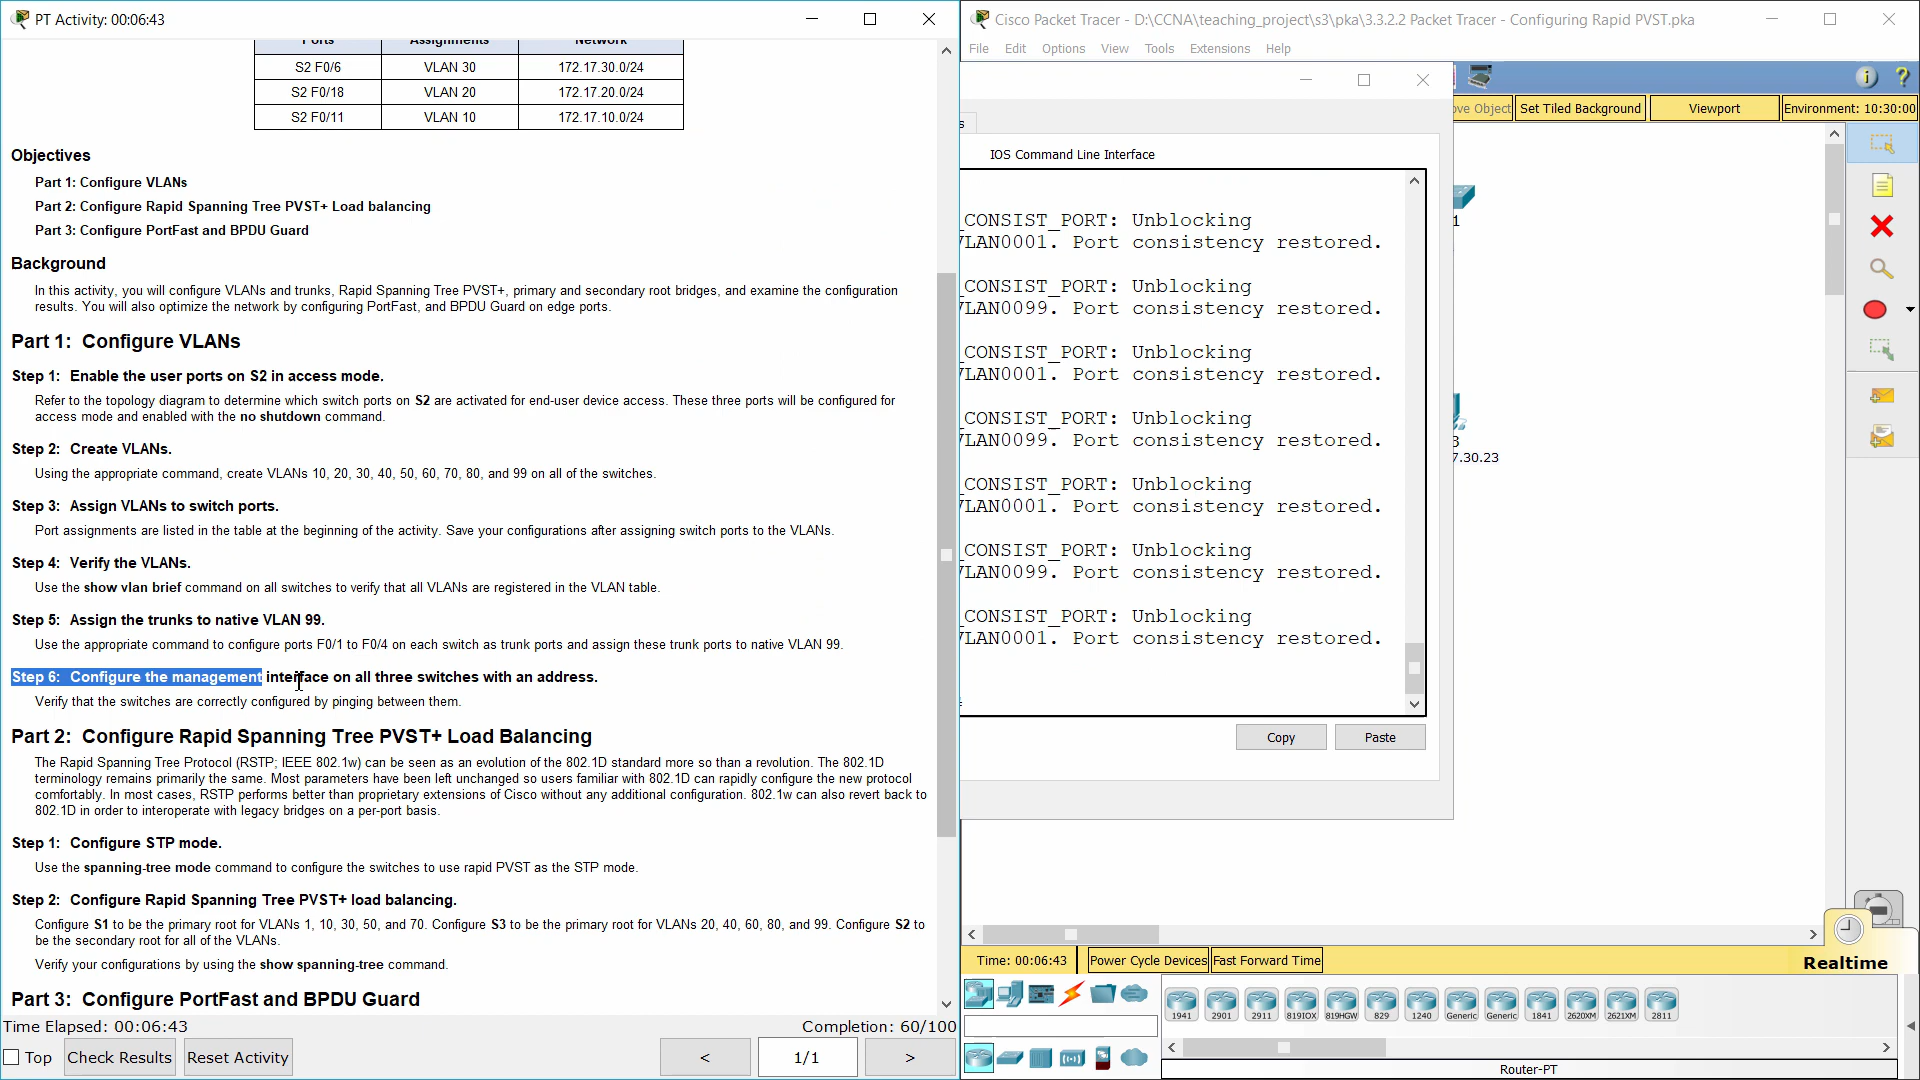 PT Activity: 00:06:43
Ports Assignments Network
S2 F0/6 VLAN 30 172.17.30.0/24
S2 F0/18 VLAN 20 172.17.20.0/24
S2 F0/11 VLAN 10 172.17.10.0/24
Objectives
Part 1: Configure VLANs
Part 2: Configure Rapid Spanning Tree PVST+ Load balancing
Part 3: Configure PortFast and BPDU Guard
Background
In this activity, you will configure VLANs and trunks, Rapid Spanning Tree PVST+, primary and secondary root bridges, and examine the configuration
results. You will also optimize the network by configuring PortFast, and BPDU Guard on edge ports.
Part 1: Configure VLANs
Step 1: Enable the user ports on S2 in access mode.
Refer to the topology diagram to determine which switch ports on S2 are activated for end-user device access. These three ports will be configured for
access mode and enabled with the no shutdown command.
Step 2: Create VLANs.
Using the appropriate command, create VLANs 10, 20, 30, 40, 50, 60, 70, 80, and 99 on all of the switches.
Step 3: Assign VLANs to switch ports.
Port assignments are listed in the table at the beginning of the activity. Save your configurations after assigning switch ports to the VLANs.
Step 4: Verify the VLANs.
Use the show vlan brief command on all switches to verify that all VLANs are registered in the VLAN table.
Step 5: Assign the trunks to native VLAN 99.
Use the appropriate command to configure ports F0/1 to F0/4 on each switch as trunk ports and assign these trunk ports to native VLAN 99.
Step 6: Configure the management interface on all three switches with an address.
Verify that the switches are correctly configured by pinging between them.
Part 2: Configure Rapid Spanning Tree PVST+ Load Balancing
The Rapid Spanning Tree Protocol (RSTP; IEEE 802.1w) can be seen as an evolution of the 802.1D standard more so than a revolution. The 802.1D
terminology remains primarily the same. Most parameters have been left unchanged so users familiar with 802.1D can rapidly configure the new protocol
comfortably. In most cases, RSTP performs better than proprietary extensions of Cisco without any additional configuration. 802.1w can also revert back to
802.1D in order to interoperate with legacy bridges on a per-port basis.
Step 1: Configure STP mode.
Use the spanning-tree mode command to configure the switches to use rapid PVST as the STP mode.
Step 2: Configure Rapid Spanning Tree PVST+ load balancing.
Configure S1 to be the primary root for VLANs 1, 10, 30, 50, and 70. Configure S3 to be the primary root for VLANs 20, 40, 60, 80, and 99. Configure S2 to
be the secondary root for all of the VLANs.
Verify your configurations by using the show spanning-tree command.
Part 3: Configure PortFast and BPDU Guard
Time Elapsed: 00:06:43 Completion: 60/100
Top Check Results Reset Activity < 1/1 >
Cisco Packet Tracer - D:\CCNA\teaching_project\s3\pka\3.3.2.2 Packet Tracer - Configuring Rapid PVST.pka
File Edit Options View Tools Extensions Help
ove Object Set Tiled Background Viewport Environment: 10:30:00
s
IOS Command Line Interface
_CONSIST_PORT: Unblocking
VLAN0001. Port consistency restored.
_CONSIST_PORT: Unblocking
VLAN0099. Port consistency restored.
_CONSIST_PORT: Unblocking
VLAN0001. Port consistency restored.
_CONSIST_PORT: Unblocking
VLAN0099. Port consistency restored.
_CONSIST_PORT: Unblocking
VLAN0001. Port consistency restored.
_CONSIST_PORT: Unblocking
VLAN0099. Port consistency restored.
_CONSIST_PORT: Unblocking
VLAN0001. Port consistency restored.
Copy Paste
1
3
7.30.23
Time: 00:06:43 Power Cycle Devices Fast Forward Time
Realtime
1941 2901 2911 819IOX 819HGW 829 1240 Generic Generic 1841 2620XM 2621XM 2811
Router-PT